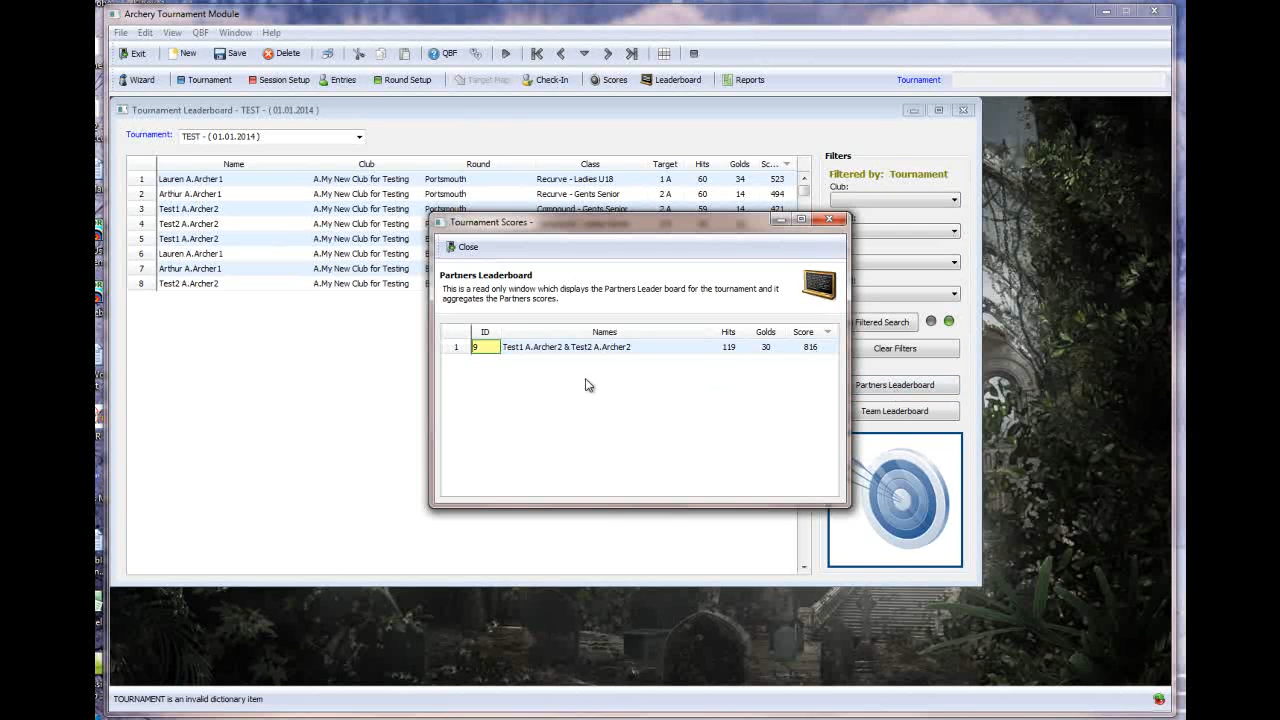 Archery Tournament Module
File Edit View QBF Window Help
Exit New Save Delete QBF
Wizard Tournament Session Setup Entries Round Setup Target Map Check-In Scores Leaderboard Reports Tournament
Tournament Leaderboard - TEST - ( 01.01.2014 )
Tournament: TEST - ( 01.01.2014 )
Name Club Round Class Target Hits Golds Sc...
1 Lauren A.Archer1 A.My New Club for Testing Portsmouth Recurve - Ladies U18 1 A 60 34 523
2 Arthur A.Archer1 A.My New Club for Testing Portsmouth Recurve - Gents Senior 2 A 60 14 494
3 Test1 A.Archer2 A.My New Club for Testing Portsmouth Compound - Gents Senior 2 A 59 14 421
4 Test2 A.Archer2 A.My New Club for Testing Portsmouth
5 Test1 A.Archer2 A.My New Club for Testing
6 Lauren A.Archer1 A.My New Club for Testing
7 Arthur A.Archer1 A.My New Club for Testing
8 Test2 A.Archer2 A.My New Club for Testing
Filters
Filtered by: Tournament
Club:
Filtered Search
Clear Filters
Partners Leaderboard
Team Leaderboard
Tournament Scores -
Close
Partners Leaderboard
This is a read only window which displays the Partners Leader board for the tournament and it
aggregates the Partners scores.
ID Names Hits Golds Score
1 9 Test1 A.Archer2 & Test2 A.Archer2 119 30 816
TOURNAMENT is an invalid dictionary item